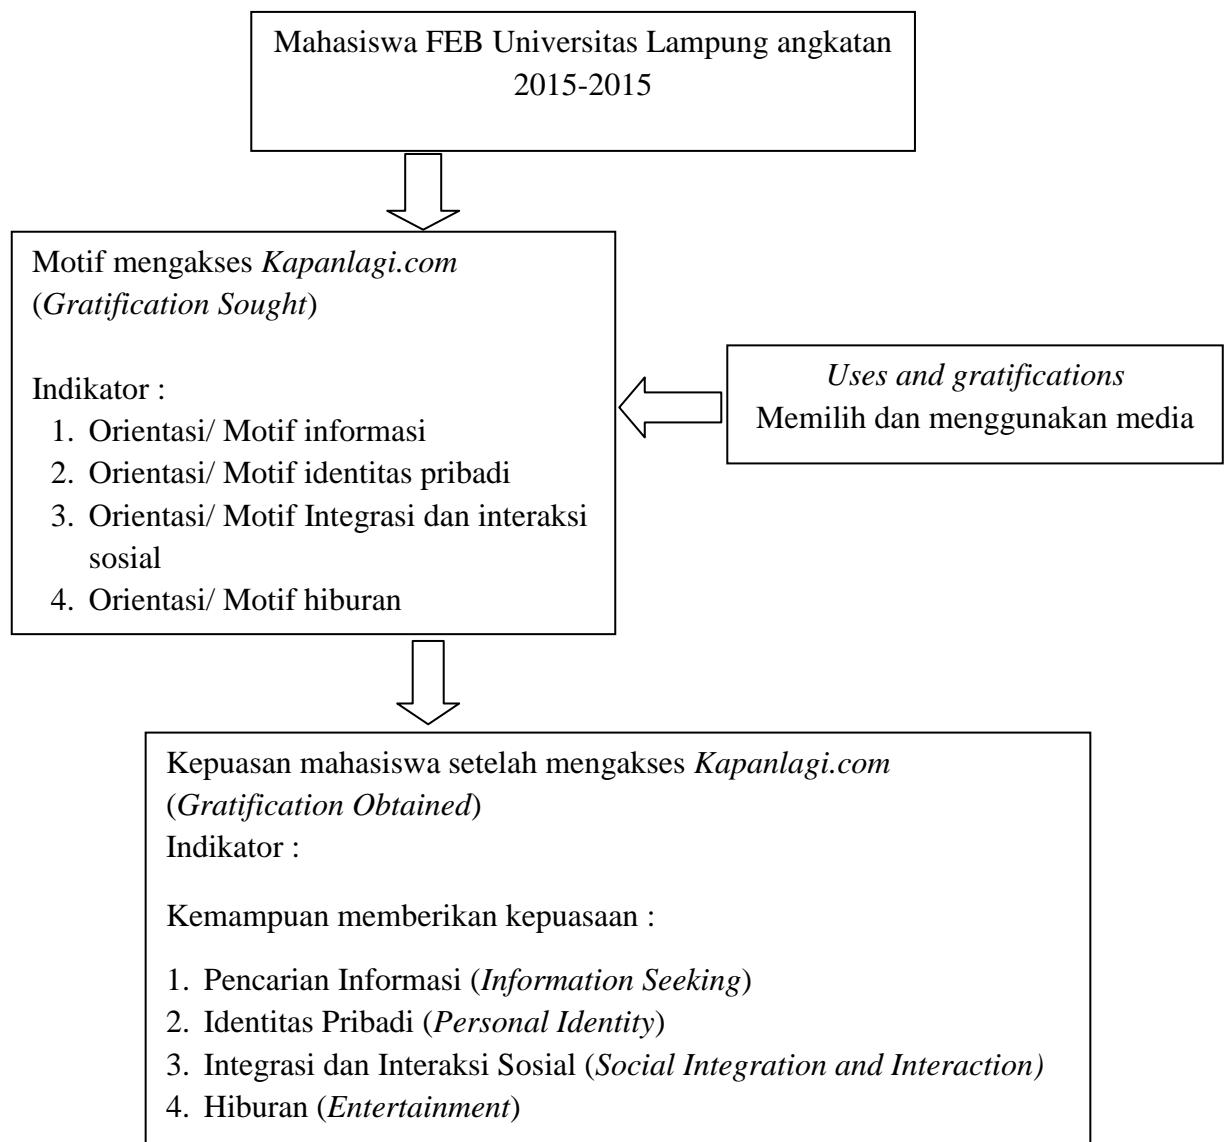 Mahasiswa FEB Universitas Lampung angkatan
2015-2015
Motif mengakses Kapanlagi.com
(Gratification Sought)
Indikator :
1. Orientasi/ Motif informasi
2. Orientasi/ Motif identitas pribadi
3. Orientasi/ Motif Integrasi dan interaksi
sosial
4. Orientasi/ Motif hiburan
Uses and gratifications
Memilih dan menggunakan media
Kepuasan mahasiswa setelah mengakses Kapanlagi.com
(Gratification Obtained)
Indikator :
Kemampuan memberikan kepuasaan :
1. Pencarian Informasi (Information Seeking)
2. Identitas Pribadi (Personal Identity)
3. Integrasi dan Interaksi Sosial (Social Integration and Interaction)
4. Hiburan (Entertainment)